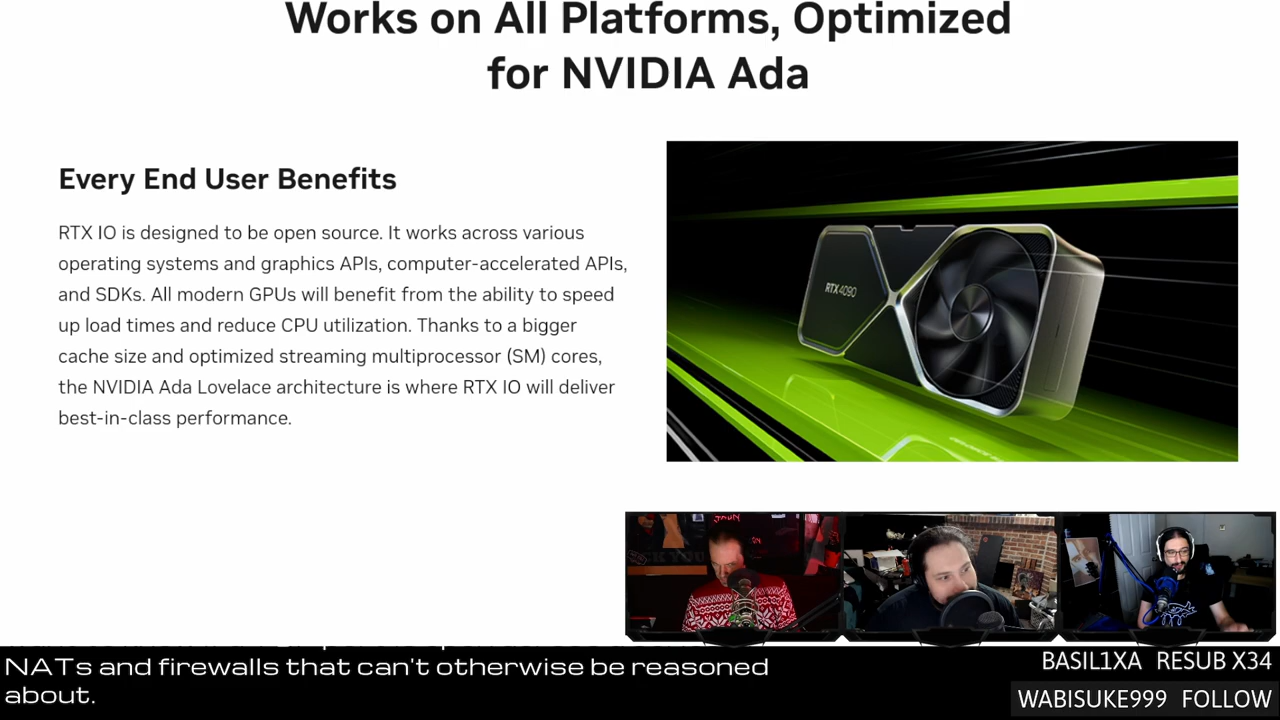 Works on All Platforms, Optimized
for NVIDIA Ada
Every End User Benefits
RTX IO is designed to be open source. It works across various
operating systems and graphics APIs, computer-accelerated APIs,
and SDKs. All modern GPUs will benefit from the ability to speed
up load times and reduce CPU utilization. Thanks to a bigger
cache size and optimized streaming multiprocessor (SM) cores,
the NVIDIA Ada Lovelace architecture is where RTX IO will deliver
best-in-class performance.
RTX 4090
NATs and firewalls that can't otherwise be reasoned
about.
BASIL1XA RESUB X34
WABISUKE999 FOLLOW